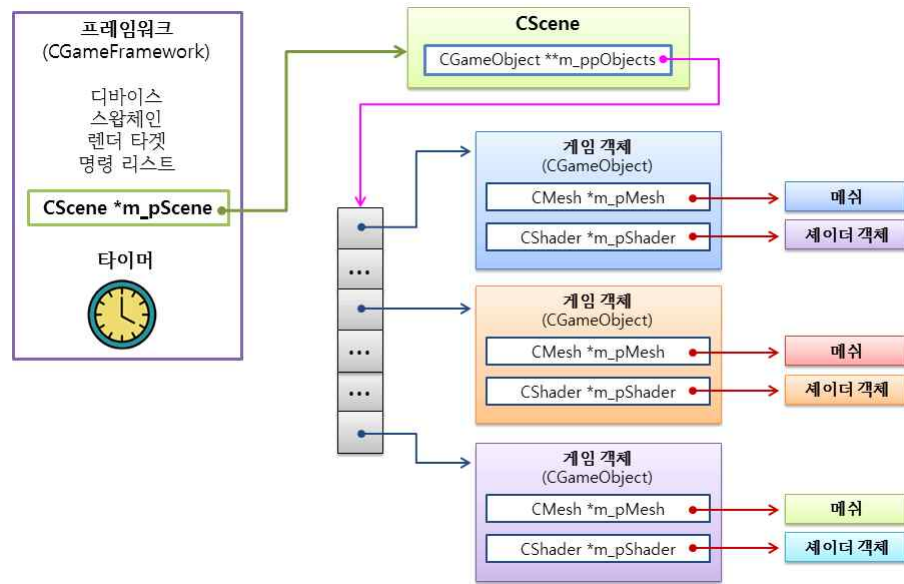 프레임워크
(CGameFramework)
디바이스
스왑체인
렌더 타겟
명령 리스트
CScene *m_pScene
타이머
CScene
CGameObject **m_ppObjects
...
...
...
게임 객체
(CGameObject)
CMesh *m_pMesh
메쉬
CShader *m_pShader
셰이더 객체
게임 객체
(CGameObject)
CMesh *m_pMesh
메쉬
CShader *m_pShader
셰이더 객체
게임 객체
(CGameObject)
CMesh *m_pMesh
메쉬
CShader *m_pShader
셰이더 객체